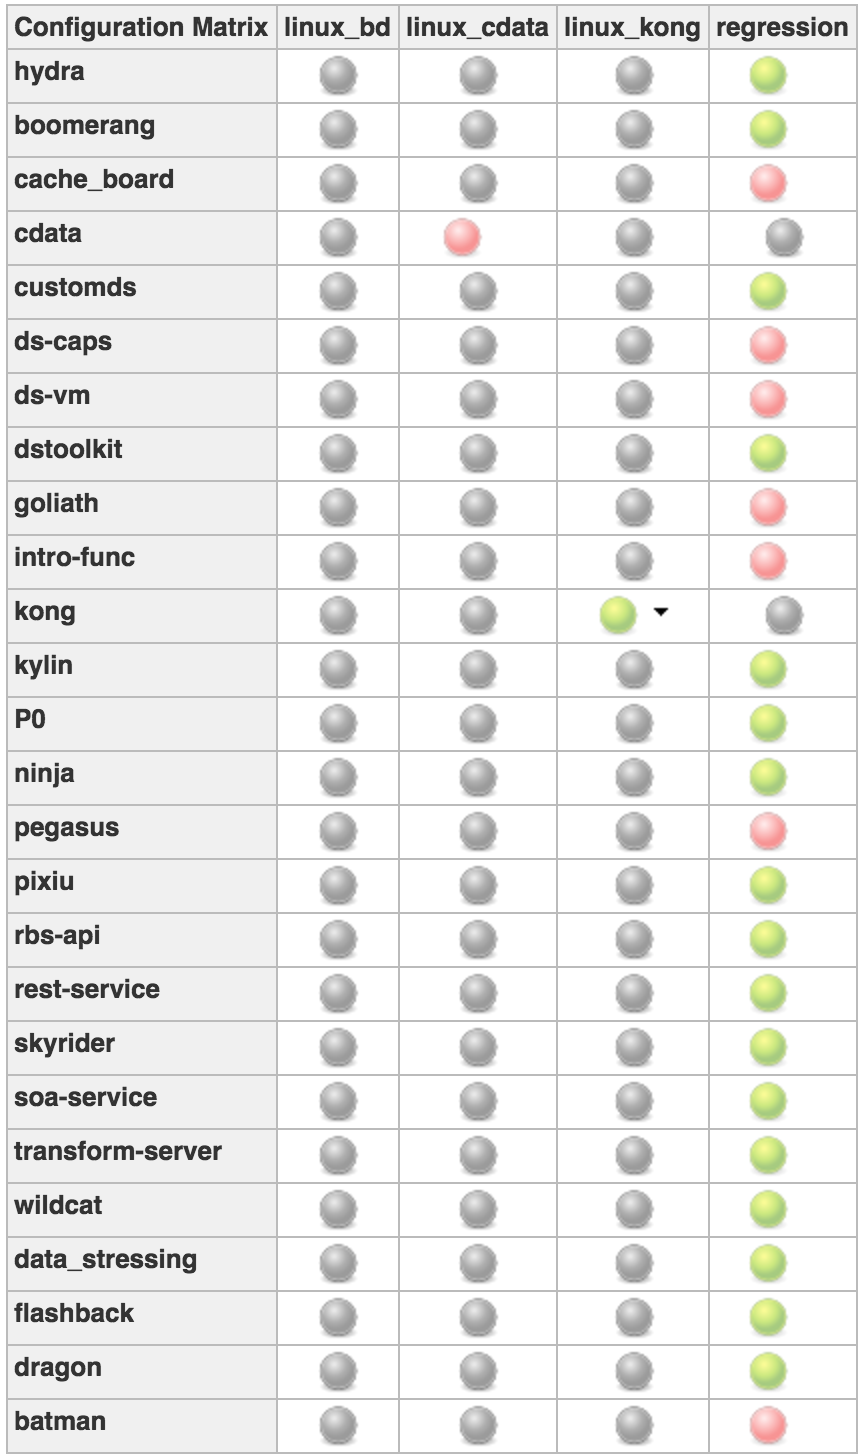 Configuration Matrix linux_bd linux_cdata linux_kong regression
hydra
boomerang
cache_board
cdata
customds
ds-caps
ds-vm
dstoolkit
goliath
intro-func
kong
kylin
P0
ninja
pegasus
pixiu
rbs-api
rest-service
skyrider
soa-service
transform-server
wildcat
data_stressing
flashback
dragon
batman